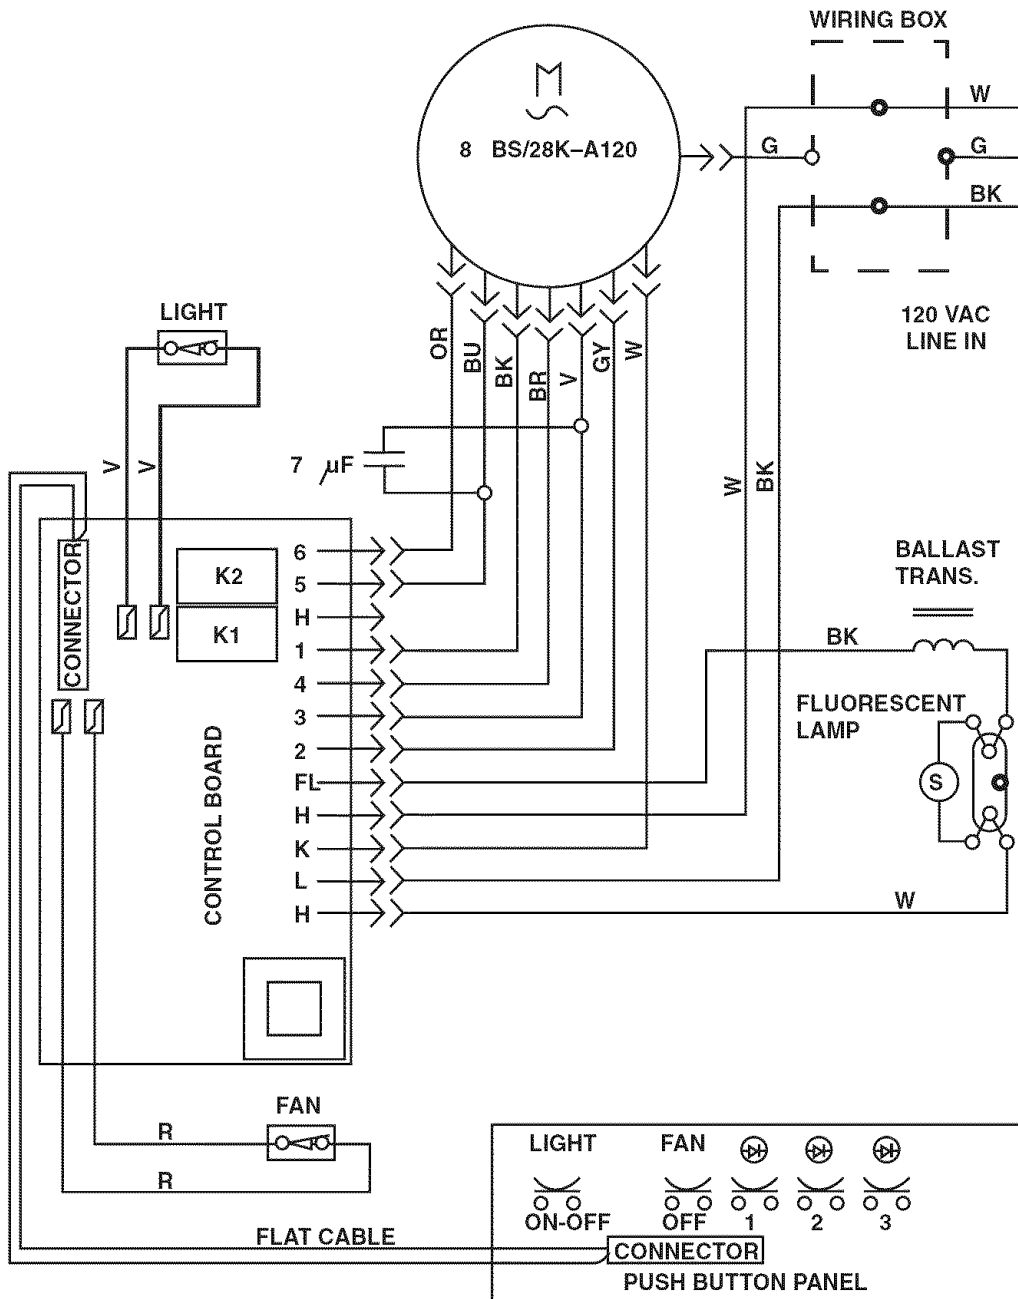 WIRING BOX
W
8 BS/28K–A120
G
G
BK
120 VAC
LINE IN
LIGHT
OR
BU
BK
BR
V
GY
W
V
V
7 µF
W
BK
CONNECTOR
K2
K1
6
5
H
1
4
3
2
FL
H
K
L
H
CONTROL BOARD
BALLAST
TRANS.
BK
FLUORESCENT
LAMP
S
W
FAN
R
R
LIGHT
FAN
ON-OFF
OFF
1
2
3
FLAT CABLE
CONNECTOR
PUSH BUTTON PANEL